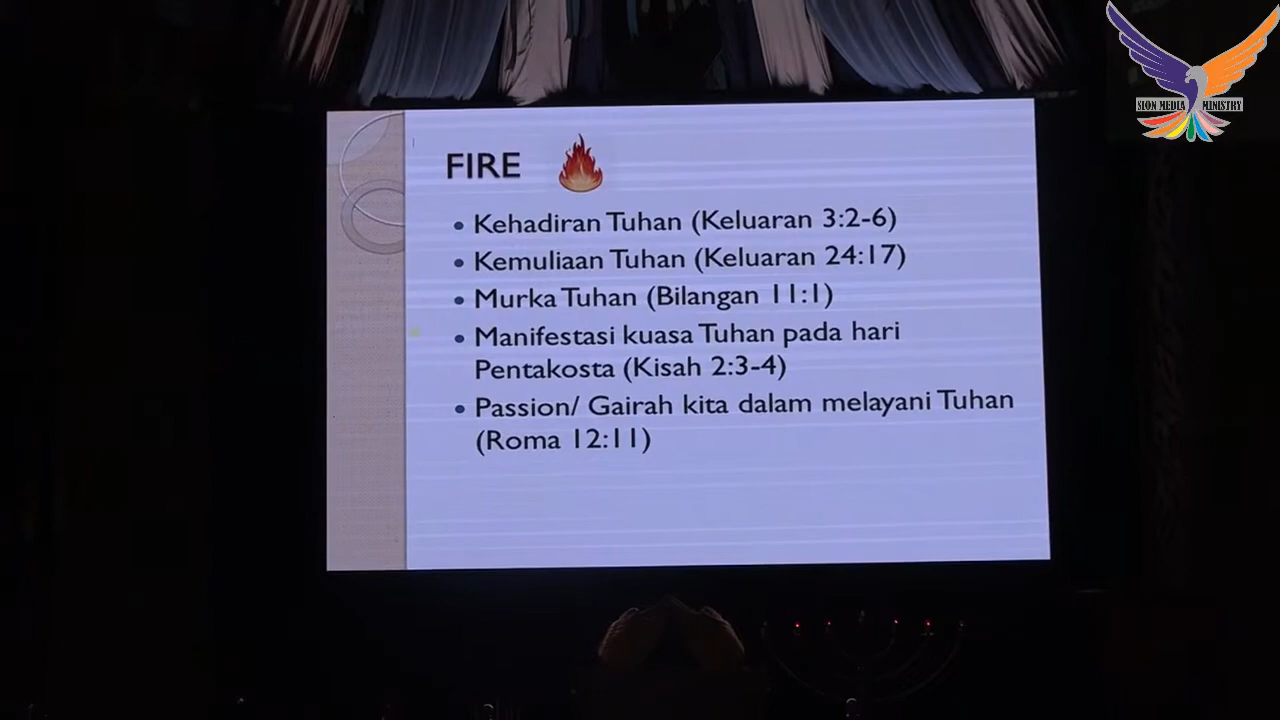 SION MEDIA MINISTRY
FIRE
• Kehadiran Tuhan (Keluaran 3:2-6)
• Kemuliaan Tuhan (Keluaran 24:17)
• Murka Tuhan (Bilangan 11:1)
• Manifestasi kuasa Tuhan pada hari
Pentakosta (Kisah 2:3-4)
• Passion/ Gairah kita dalam melayani Tuhan
(Roma 12:11)